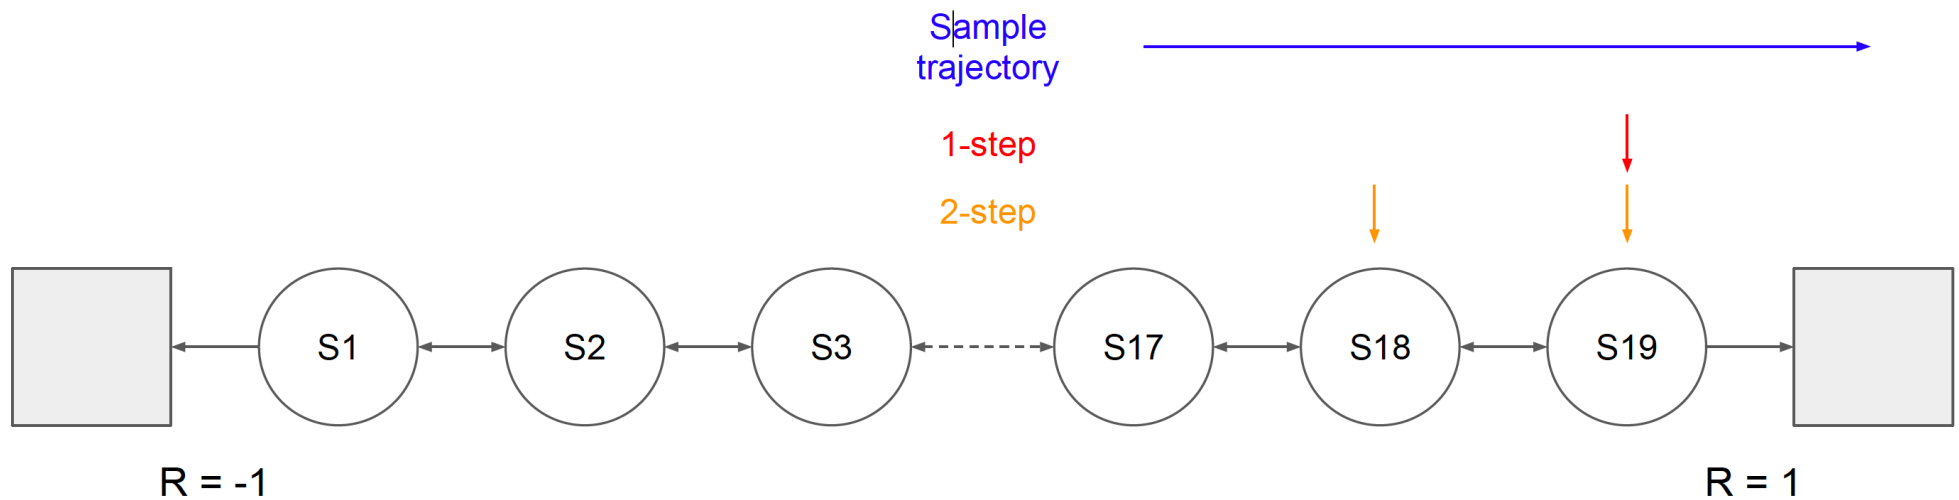 Sample
trajectory
1-step
2-step
S1 S2 S3 S17 S18 S19
R = -1 R = 1